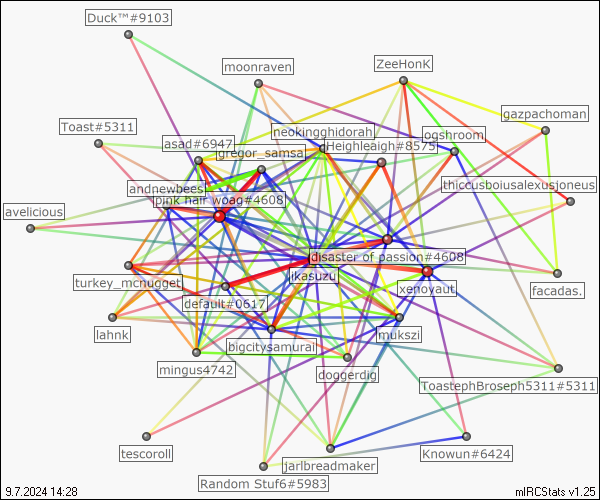 Duck™#9103
moonraven
ZeeHonK
gazpachoman
Toast#5311
neokingghidorah
ogshroom
asad#6947
Heighleigh#8575
gregor_samsa
thiccusboiusalexusjoneus
andnewbees
pink hair woag#4608
avelicious
disaster of passion#4608
ikasuzu
turkey_mcnugget
facadas.
xenoyaut
default#0617
lahnk
mukszi
bigcitysamurai
mingus4742
doggerdig
ToastephBroseph5311#5311
tescoroll
Knowun#6424
jarlbreadmaker
Random Stuf6#5983
9.7.2024 14:28
mIRCStats v1.25